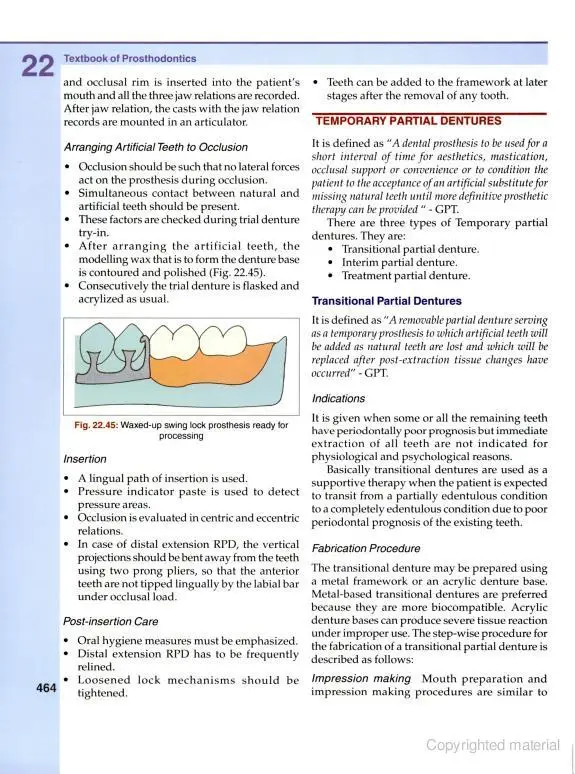 22
Textbook of Prosthodontics
and occlusal rim is inserted into the patient's
mouth and all the three jaw relations are recorded.
After jaw relation, the casts with the jaw relation
records are mounted in an articulator.
Arranging Artificial Teeth to Occlusion
• Occlusion should be such that no lateral forces
act on the prosthesis during occlusion.
• Simultaneous contact between natural and
artificial teeth should be present.
• These factors are checked during trial denture
try-in.
• After arranging the artificial teeth, the
modelling wax that is to form the denture base
is contoured and polished (Fig. 22.45).
• Consecutively the trial denture is flasked and
acrylized as usual.
Fig. 22.45: Waxed-up swing lock prosthesis ready for
processing
Insertion
• A lingual path of insertion is used.
• Pressure indicator paste is used to detect
pressure areas.
• Occlusion is evaluated in centric and eccentric
relations.
• In case of distal extension RPD, the vertical
projections should be bent away from the teeth
using two prong pliers, so that the anterior
teeth are not tipped lingually by the labial bar
under occlusal load.
Post-insertion Care
• Oral hygiene measures must be emphasized.
• Distal extension RPD has to be frequently
relined.
• Loosened lock mechanisms should be
tightened.
464
• Teeth can be added to the framework at later
stages after the removal of any tooth.
TEMPORARY PARTIAL DENTURES
It is defined as "A dental prosthesis to be used for a
short interval of time for aesthetics, mastication,
occlusal support or convenience or to condition the
patient to the acceptance of an artificial substitute for
missing natural teeth until more definitive prosthetic
therapy can be provided " - GPT.
There are three types of Temporary partial
dentures. They are:
• Transitional partial denture.
• Interim partial denture.
• Treatment partial denture.
Transitional Partial Dentures
It is defined as "A removable partial denture serving
as a temporary prosthesis to which artificial teeth will
be added as natural teeth are lost and which will be
replaced after post-extraction tissue changes have
occurred" - GPT.
Indications
It is given when some or all the remaining teeth
have periodontally poor prognosis but immediate
extraction of all teeth are not indicated for
physiological and psychological reasons.
Basically transitional dentures are used as a
supportive therapy when the patient is expected
to transit from a partially edentulous condition
to a completely edentulous condition due to poor
periodontal prognosis of the existing teeth.
Fabrication Procedure
The transitional denture may be prepared using
a metal framework or an acrylic denture base.
Metal-based transitional dentures are preferred
because they are more biocompatible. Acrylic
denture bases can produce severe tissue reaction
under improper use. The step-wise procedure for
the fabrication of a transitional partial denture is
described as follows:
Impression making Mouth preparation and
impression making procedures are similar to
Copyrighted material